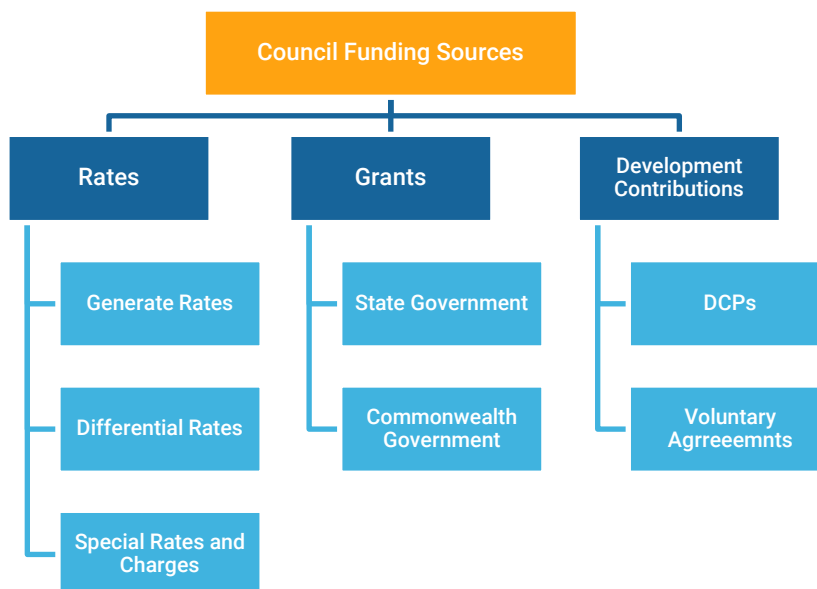 Council Funding Sources
Rates
Grants
Development
Contributions
Generate Rates
State Government
DCPs
Differential Rates
Commonwealth
Government
Voluntary
Agrreeemnts
Special Rates and
Charges